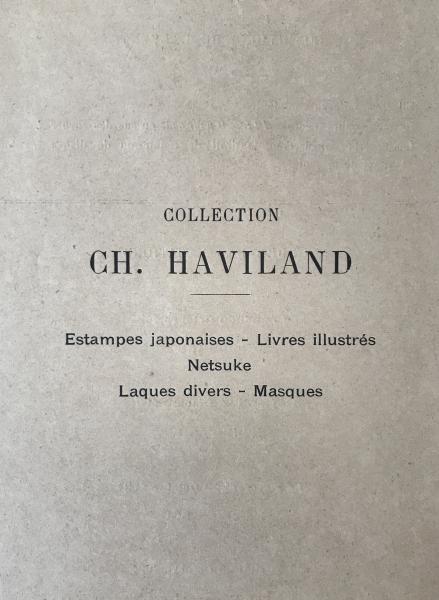 COLLECTION
CH. HAVILAND
Estampes japonaises - Livres illustrés
Netsuke
Laques divers - Masques